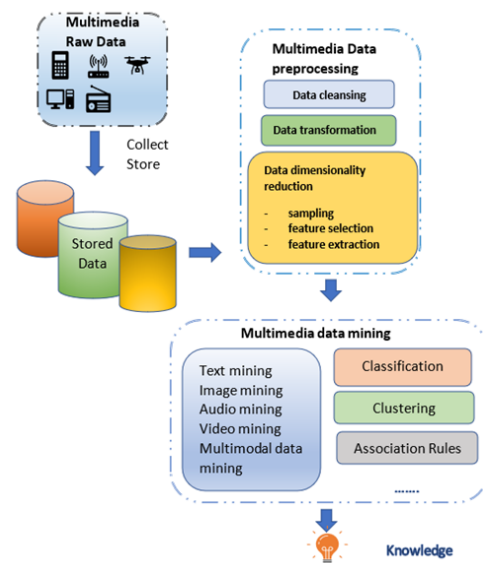 Multimedia
Raw Data
Collect
Store
Stored
Data
Multimedia Data
preprocessing
Data cleansing
Data transformation
Data dimensionality
reduction
- sampling
- feature selection
- feature extraction
Multimedia data mining
Text mining
Image mining
Audio mining
Video mining
Multimodal data
mining
Classification
Clustering
Association Rules
.......
Knowledge